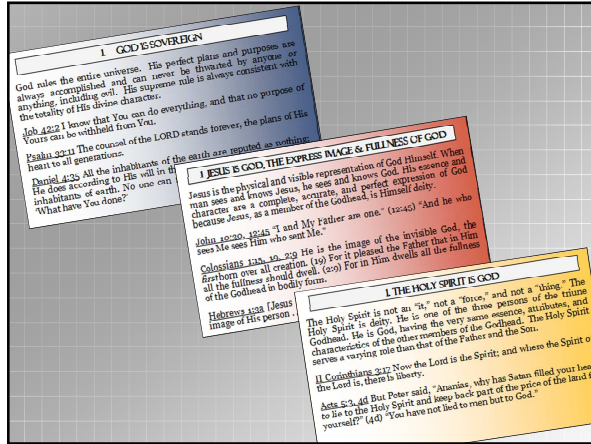 1 GOD IS SOVEREIGN
God rules the entire universe. His perfect plans and purposes are
always accomplished and can never be thwarted by anyone or
anything, including evil. His supreme rule is always consistent with
the totality of His divine character.
Job 42:2 I know that You can do everything, and that no purpose of
Yours can be withheld from You.
Psalm 33:11 The counsel of the LORD stands forever, the plans of His
heart to all generations.
Daniel 4:35 All the inhabitants of the earth are reputed as nothing;
He does according to His will in the
inhabitants of earth. No one can
"What have You done?"
1 JESUS IS GOD, THE EXPRESS IMAGE & FULLNESS OF GOD
Jesus is the physical and visible representation of God Himself. When
man sees and knows Jesus, he sees and knows God. His essence and
character are a complete, accurate, and perfect expression of God
because Jesus, as a member of the Godhead, is Himself deity.
John 10:30, 12:45 "I and My Father are one." (12:45) "And he who
sees Me sees Him who sent Me."
Colossians 1:15, 19, 2:9 He is the image of the invisible God, the
firstborn over all creation. (19) For it pleased the Father that in Him
all the fullness should dwell. (2:9) For in Him dwells all the fullness
of the Godhead in bodily form.
Hebrews 1:3a [Jesus
image of His person
1. THE HOLY SPIRIT IS GOD
The Holy Spirit is not an "it," not a "force," and not a "thing." The
Holy Spirit is deity. He is one of the three persons of the triune
Godhead. He is God, having the very same essence, attributes, and
characteristics of the other members of the Godhead. The Holy Spirit
serves a varying role than that of the Father and the Son.
II Corinthians 3:17 Now the Lord is the Spirit; and where the Spirit of
the Lord is, there is liberty.
Acts 5:3, 4d But Peter said, "Ananias, why has Satan filled your hea
to lie to the Holy Spirit and keep back part of the price of the land f
yourself?" (4d) "You have not lied to men but to God."